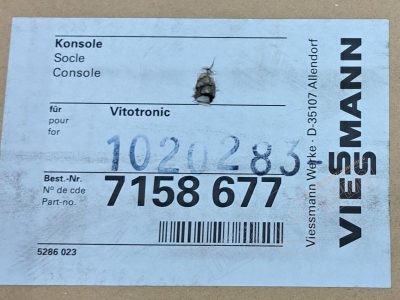 Konsole
Socle
Console
für
pour
for
Vitotronic
1020283
Best.-Nr.
N° de cde
Part-no.
7158 677
5286 023
Viessmann Werke · D-35107 Allendorf
VIESSMANN